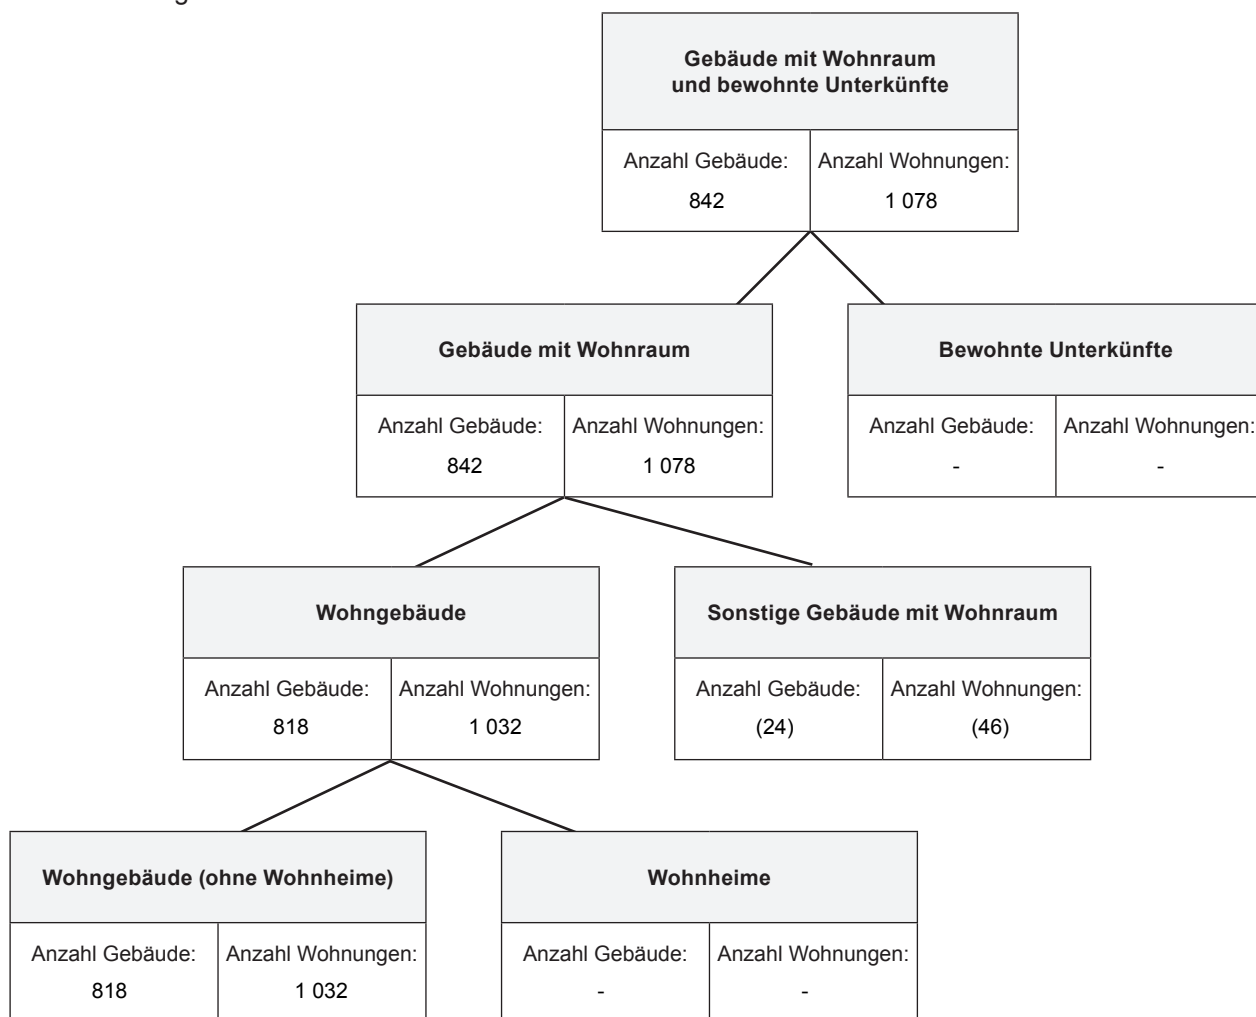 Gebäude mit Wohnraum
und bewohnte Unterkünfte
Anzahl Gebäude: Anzahl Wohnungen:
842 1 078
Gebäude mit Wohnraum
Anzahl Gebäude: Anzahl Wohnungen:
842 1 078
Bewohnte Unterkünfte
Anzahl Gebäude: Anzahl Wohnungen:
- -
Wohngebäude
Anzahl Gebäude: Anzahl Wohnungen:
818 1 032
Sonstige Gebäude mit Wohnraum
Anzahl Gebäude: Anzahl Wohnungen:
(24) (46)
Wohngebäude (ohne Wohnheime)
Anzahl Gebäude: Anzahl Wohnungen:
818 1 032
Wohnheime
Anzahl Gebäude: Anzahl Wohnungen:
- -